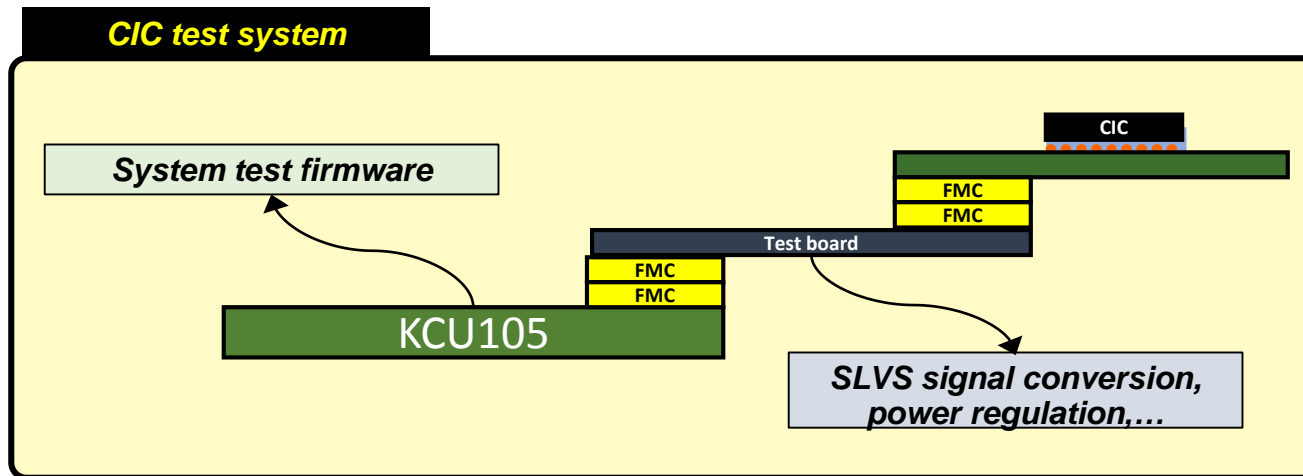 CIC test system
CIC
System test firmware
FMC
FMC
Test board
FMC
FMC
KCU105
SLVS signal conversion,
power regulation,...